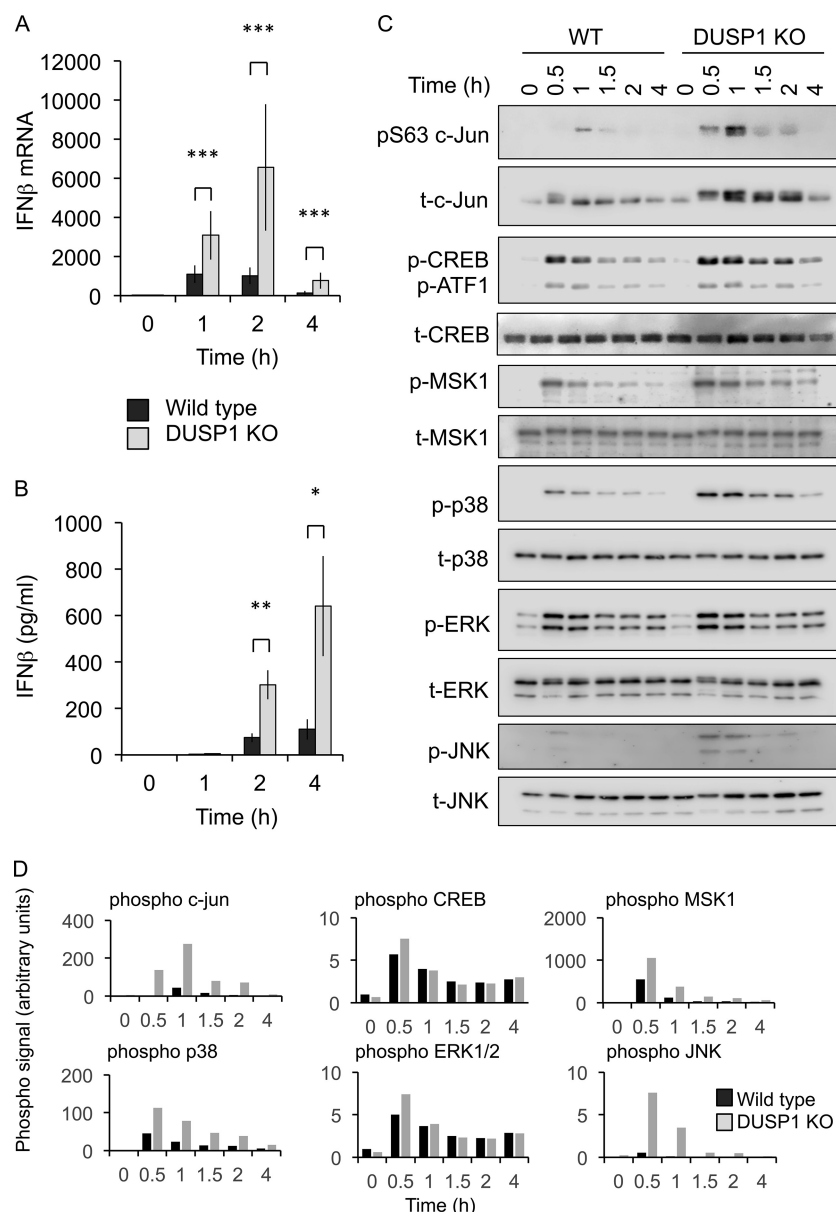 A
***
***
***
12000
10000
8000
6000
4000
2000
0
IFNβ mRNA
0 1 2 4
Time (h)
Wild type
DUSP1 KO
B
*
**
1000
800
600
400
200
0
IFNβ (pg/ml)
0 1 2 4
Time (h)
C
WT DUSP1 KO
Time (h) 0 0.5 1 1.5 2 4 0 0.5 1 1.5 2 4
pS63 c-Jun
t-c-Jun
p-CREB
p-ATF1
t-CREB
p-MSK1
t-MSK1
p-p38
t-p38
p-ERK
t-ERK
p-JNK
t-JNK
D
Phospho signal (arbitrary units)
phospho c-jun
400
200
0
0 0.5 1 1.5 2 4
phospho CREB
10
5
0
0 0.5 1 1.5 2 4
phospho MSK1
2000
1000
0
0 0.5 1 1.5 2 4
phospho p38
200
100
0
0 0.5 1 1.5 2 4
phospho ERK1/2
10
5
0
0 0.5 1 1.5 2 4
phospho JNK
10
5
0
0 0.5 1 1.5 2 4
Wild type
DUSP1 KO
Time (h)